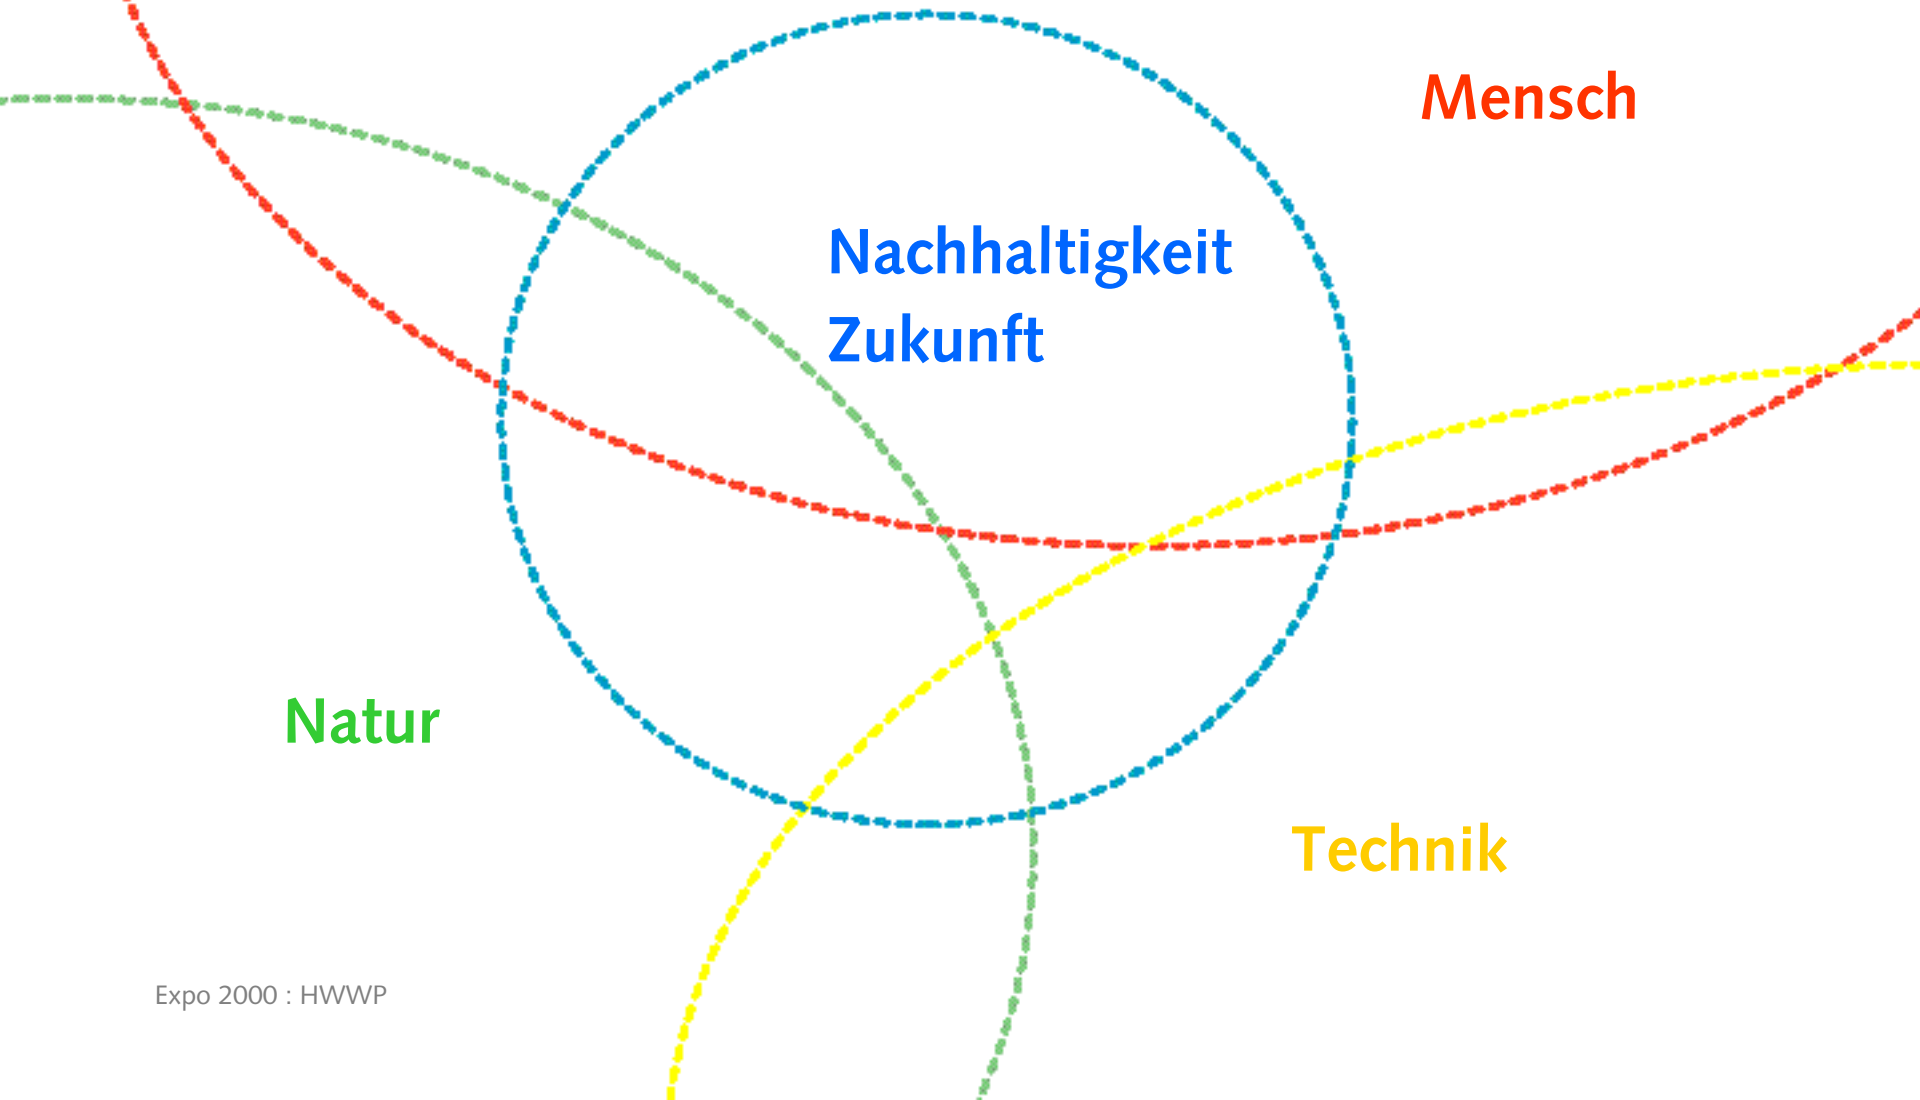 Mensch
Nachhaltigkeit
Zukunft
Natur
Technik
Expo 2000 : HWWP